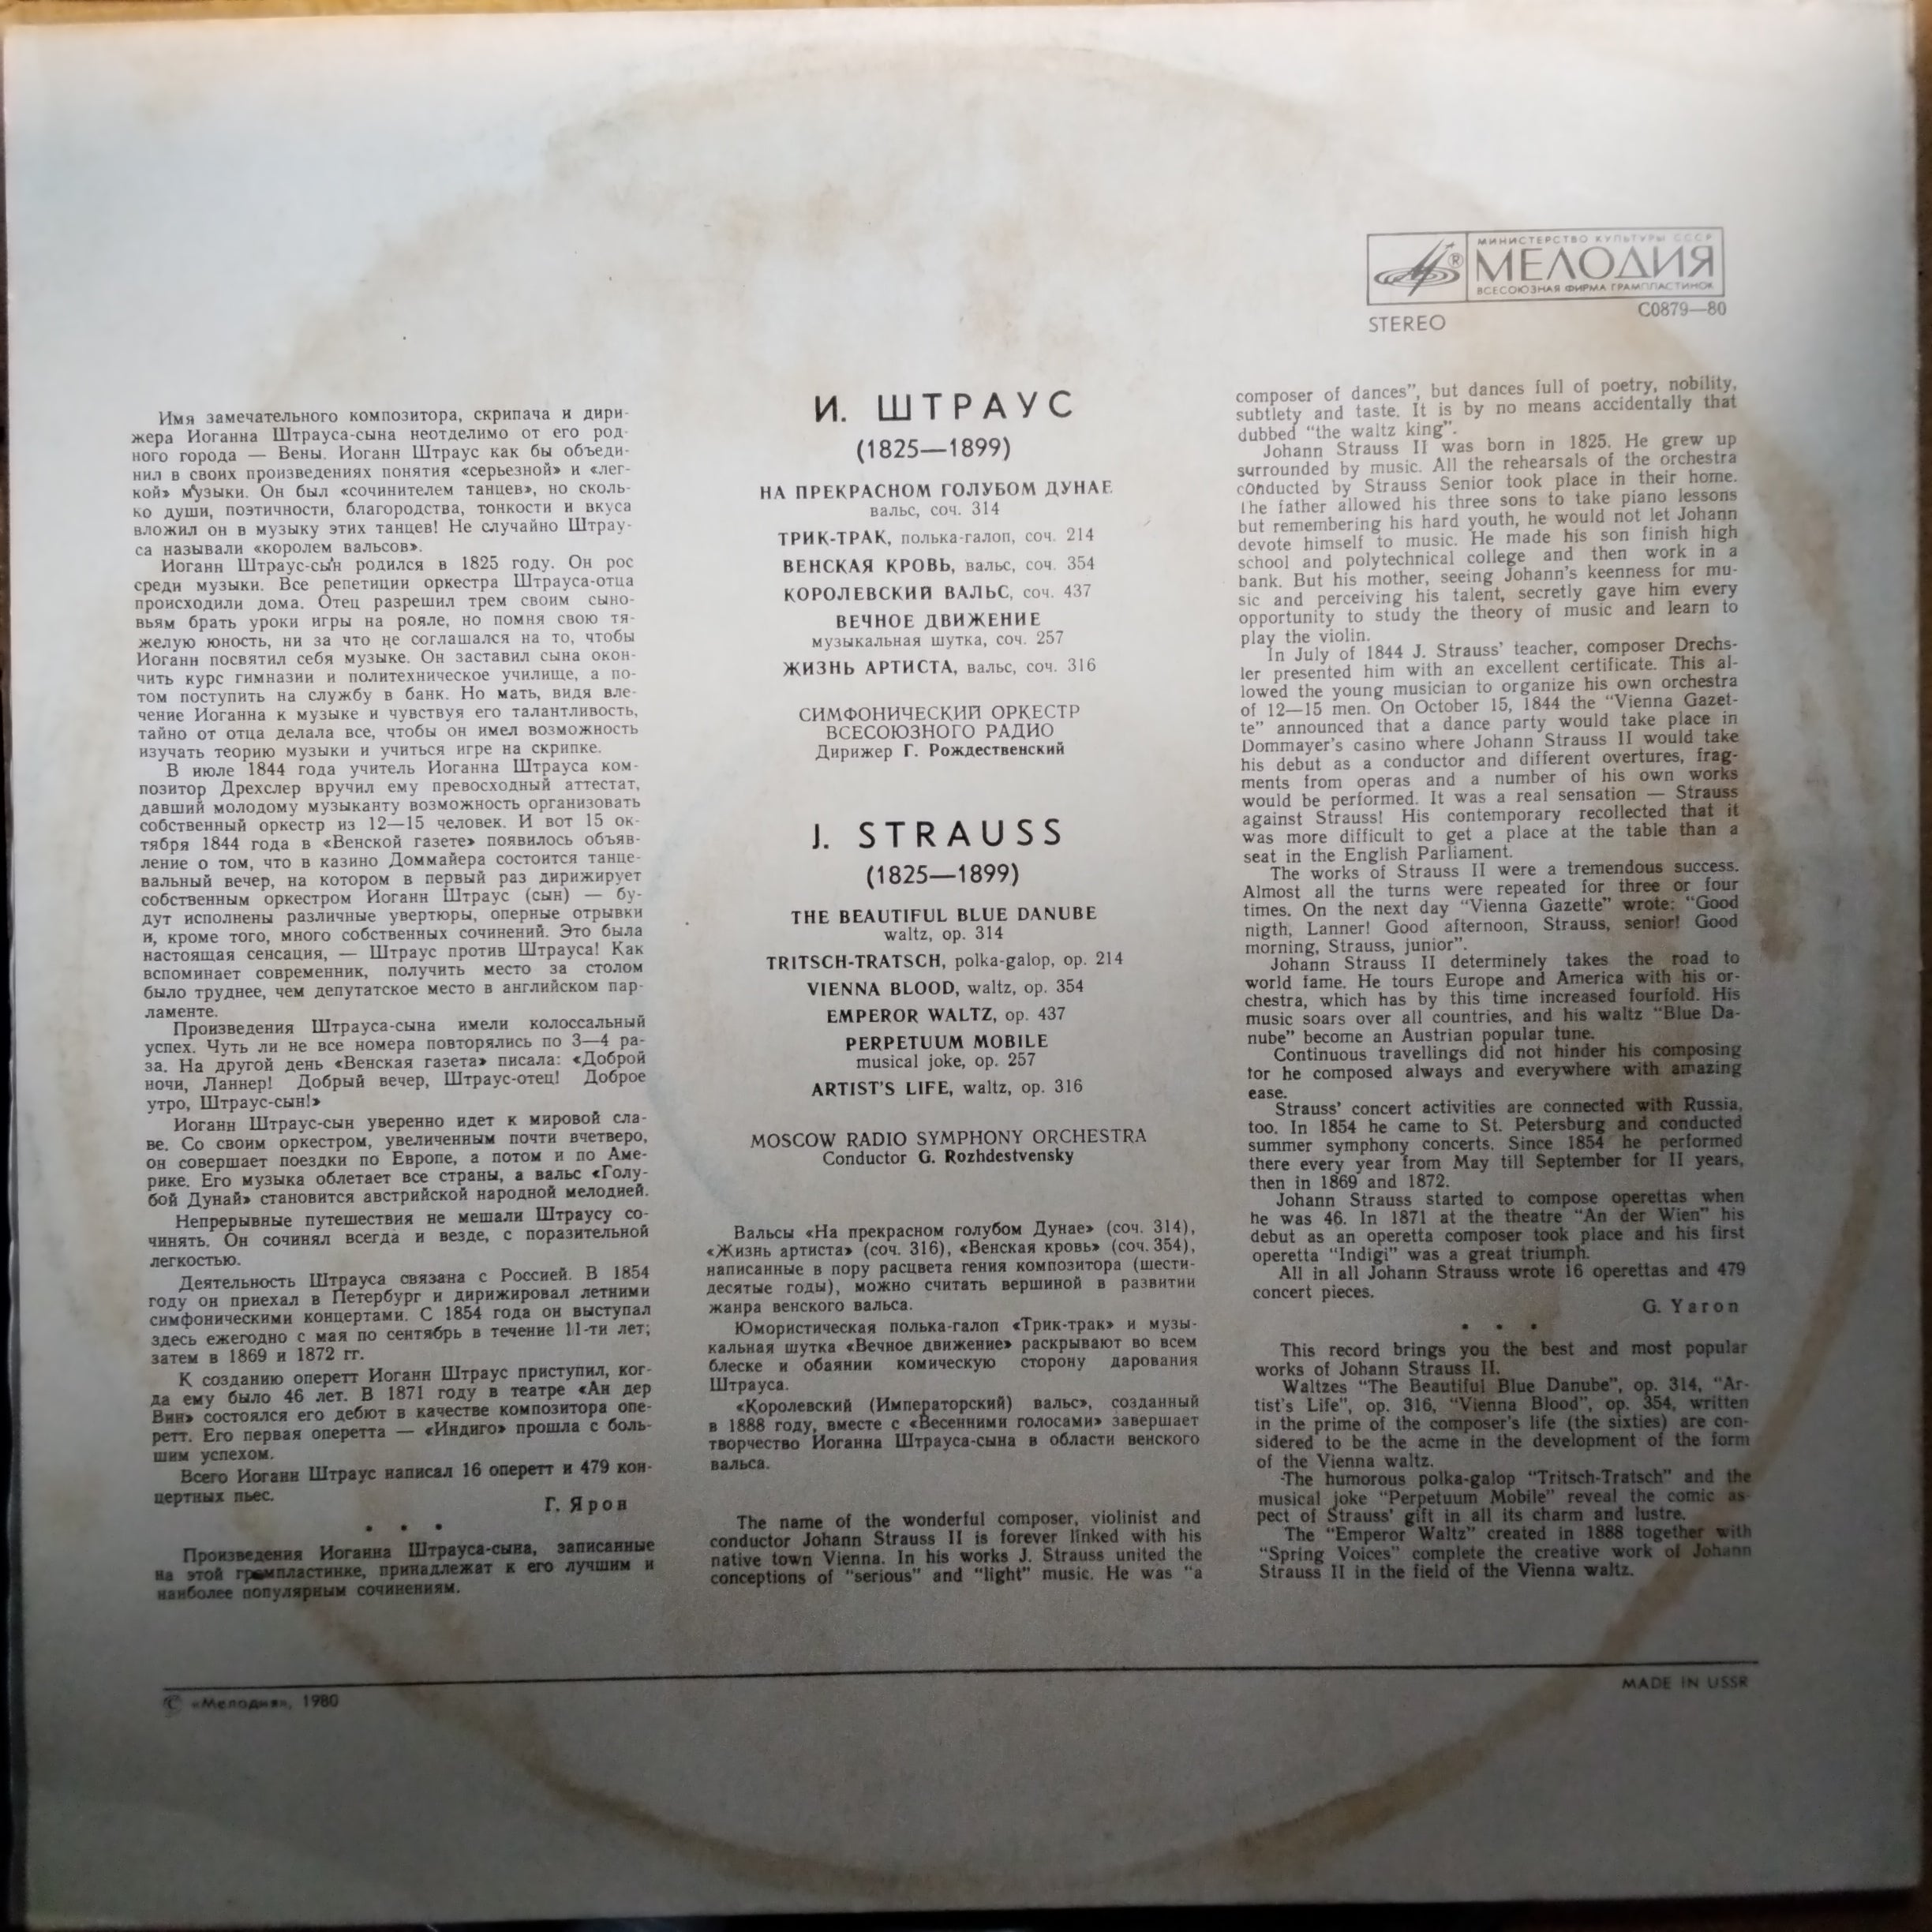 МИНИСТЕРСТВО КУЛЬТУРЫ СССР
МЕЛОДИЯ
ВСЕСОЮЗНАЯ ФИРМА ГРАМПЛАСТИНОК
STEREO
С0879—80
Имя замечательного композитора, скрипача и дири-
жера Иоганна Штрауса-сына неотделимо от его род-
ного города — Вены. Иоганн Штраус как бы объеди-
нил в своих произведениях понятия «серьезной» и «лег-
кой» музыки. Он был «сочинителем танцев», но сколь-
ко души, поэтичности, благородства, тонкости и вкуса
вложил он в музыку этих танцев! Не случайно Штрау-
са называли «королем вальсов».
Иоганн Штраус-сын родился в 1825 году. Он рос
среди музыки. Все репетиции оркестра Штрауса-отца
происходили дома. Отец разрешил трем своим сыно-
вьям брать уроки игры на рояле, но помня свою тя-
желую юность, ни за что не соглашался на то, чтобы
Иоганн посвятил себя музыке. Он заставил сына окон-
чить курс гимназии и политехническое училище, а по-
том поступить на службу в банк. Но мать, видя вле-
чение Иоганна к музыке и чувствуя его талантливость,
тайно от отца делала все, чтобы он имел возможность
изучать теорию музыки и учиться игре на скрипке.
В июле 1844 года учитель Иоганна Штрауса ком-
позитор Дрехслер вручил ему превосходный аттестат,
давший молодому музыканту возможность организовать
собственный оркестр из 12—15 человек. И вот 15 ок-
тября 1844 года в «Венской газете» появилось объяв-
ление о том, что в казино Доммайера состоится танце-
вальный вечер, на котором в первый раз дирижирует
собственным оркестром Иоганн Штраус (сын) — бу-
дут исполнены различные увертюры, оперные отрывки
и, кроме того, много собственных сочинений. Это была
настоящая сенсация, — Штраус против Штрауса! Как
вспоминает современник, получить место за столом
было труднее, чем депутатское место в английском пар-
ламенте.
Произведения Штрауса-сына имели колоссальный
успех. Чуть ли не все номера повторялись по 3—4 ра-
за. На другой день «Венская газета» писала: «Доброй
ночи, Ланнер! Добрый вечер, Штраус-отец! Доброе
утро, Штраус-сын!»
Иоганн Штраус-сын уверенно идет к мировой сла-
ве. Со своим оркестром, увеличенным почти вчетверо,
он совершает поездки по Европе, а потом и по Аме-
рике. Его музыка облетает все страны, а вальс «Голу-
бой Дунай» становится австрийской народной мелодией.
Непрерывные путешествия не мешали Штраусу со-
чинять. Он сочинял всегда и везде, с поразительной
легкостью.
Деятельность Штрауса связана с Россией. В 1854
году он приехал в Петербург и дирижировал летними
симфоническими концертами. С 1854 года он выступал
здесь ежегодно с мая по сентябрь в течение 11-ти лет;
затем в 1869 и 1872 гг.
К созданию оперетт Иоганн Штраус приступил, ког-
да ему было 46 лет. В 1871 году в театре «Ан дер
Вин» состоялся его дебют в качестве композитора опе-
ретт. Его первая оперетта — «Индиго» прошла с боль-
шим успехом.
Всего Иоганн Штраус написал 16 оперетт и 479 кон-
цертных пьес.
Г. Ярон
• • •
Произведения Иоганна Штрауса-сына, записанные
на этой грампластинке, принадлежат к его лучшим и
наиболее популярным сочинениям.
И. ШТРАУС
(1825—1899)
НА ПРЕКРАСНОМ ГОЛУБОМ ДУНАЕ
вальс, соч. 314
ТРИК-ТРАК, полька-галоп, соч. 214
ВЕНСКАЯ КРОВЬ, вальс, соч. 354
КОРОЛЕВСКИЙ ВАЛЬС, соч. 437
ВЕЧНОЕ ДВИЖЕНИЕ
музыкальная шутка, соч. 257
ЖИЗНЬ АРТИСТА, вальс, соч. 316
СИМФОНИЧЕСКИЙ ОРКЕСТР
ВСЕСОЮЗНОГО РАДИО
Дирижер Г. Рождественский
J. STRAUSS
(1825—1899)
THE BEAUTIFUL BLUE DANUBE
waltz, op. 314
TRITSCH-TRATSCH, polka-galop, op. 214
VIENNA BLOOD, waltz, op. 354
EMPEROR WALTZ, op. 437
PERPETUUM MOBILE
musical joke, op. 257
ARTIST'S LIFE, waltz, op. 316
MOSCOW RADIO SYMPHONY ORCHESTRA
Conductor G. Rozhdestvensky
Вальсы «На прекрасном голубом Дунае» (соч. 314),
«Жизнь артиста» (соч. 316), «Венская кровь» (соч. 354),
написанные в пору расцвета гения композитора (шести-
десятые годы), можно считать вершиной в развитии
жанра венского вальса.
Юмористическая полька-галоп «Трик-трак» и музы-
кальная шутка «Вечное движение» раскрывают во всем
блеске и обаянии комическую сторону дарования
Штрауса.
«Королевский (Императорский) вальс», созданный
в 1888 году, вместе с «Весенними голосами» завершает
творчество Иоганна Штрауса-сына в области венского
вальса.
The name of the wonderful composer, violinist and
conductor Johann Strauss II is forever linked with his
native town Vienna. In his works J. Strauss united the
conceptions of "serious" and "light" music. He was "a
composer of dances", but dances full of poetry, nobility,
subtlety and taste. It is by no means accidentally that
dubbed "the waltz king".
Johann Strauss II was born in 1825. He grew up
surrounded by music. All the rehearsals of the orchestra
conducted by Strauss Senior took place in their home.
The father allowed his three sons to take piano lessons
but remembering his hard youth, he would not let Johann
devote himself to music. He made his son finish high
school and polytechnical college and then work in a
bank. But his mother, seeing Johann's keenness for mu-
sic and perceiving his talent, secretly gave him every
opportunity to study the theory of music and learn to
play the violin.
In July of 1844 J. Strauss' teacher, composer Drechs-
ler presented him with an excellent certificate. This al-
lowed the young musician to organize his own orchestra
of 12—15 men. On October 15, 1844 the "Vienna Gazet-
te" announced that a dance party would take place in
Dommayer's casino where Johann Strauss II would take
his debut as a conductor and different overtures, frag-
ments from operas and a number of his own works
would be performed. It was a real sensation — Strauss
against Strauss! His contemporary recollected that it
was more difficult to get a place at the table than a
seat in the English Parliament.
The works of Strauss II were a tremendous success.
Almost all the turns were repeated for three or four
times. On the next day "Vienna Gazette" wrote: "Good
nigth, Lanner! Good afternoon, Strauss, senior! Good
morning, Strauss, junior".
Johann Strauss II determinely takes the road to
world fame. He tours Europe and America with his or-
chestra, which has by this time increased fourfold. His
music soars over all countries, and his waltz "Blue Da-
nube" become an Austrian popular tune.
Continuous travellings did not hinder his composing
for he composed always and everywhere with amazing
ease.
Strauss' concert activities are connected with Russia,
too. In 1854 he came to St. Petersburg and conducted
summer symphony concerts. Since 1854 he performed
there every year from May till September for II years,
then in 1869 and 1872.
Johann Strauss started to compose operettas when
he was 46. In 1871 at the theatre "An der Wien" his
debut as an operetta composer took place and his first
operetta "Indigi" was a great triumph.
All in all Johann Strauss wrote 16 operettas and 479
concert pieces.
G. Yaron
• • •
This record brings you the best and most popular
works of Johann Strauss II.
Waltzes "The Beautiful Blue Danube", op. 314, "Ar-
tist's Life", op. 316, "Vienna Blood", op. 354, written
in the prime of the composer's life (the sixties) are con-
sidered to be the acme in the development of the form
of the Vienna waltz.
The humorous polka-galop "Tritsch-Tratsch" and the
musical joke "Perpetuum Mobile" reveal the comic as-
pect of Strauss' gift in all its charm and lustre.
The "Emperor Waltz" created in 1888 together with
"Spring Voices" complete the creative work of Johann
Strauss II in the field of the Vienna waltz.
© «Мелодия», 1980
MADE IN USSR